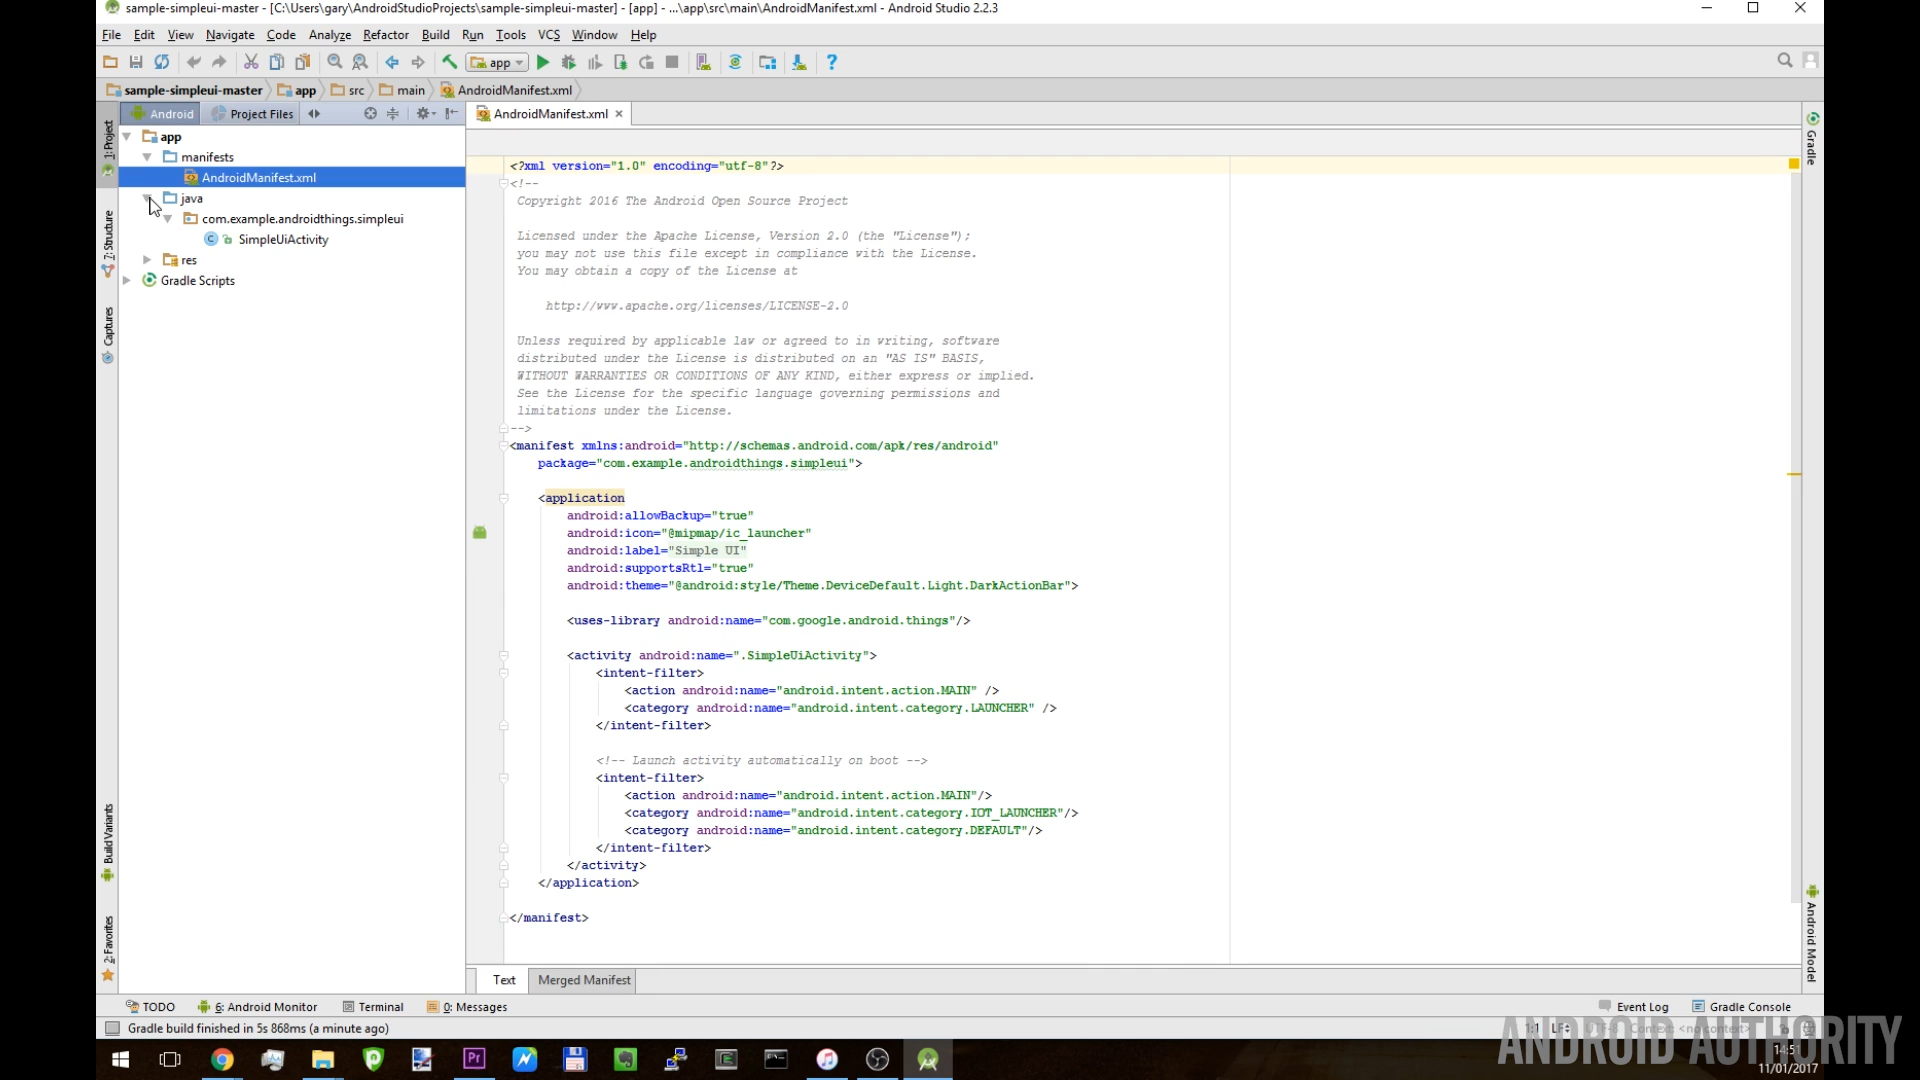 sample-simpleui-master - [C:\Users\gary\AndroidStudioProjects\sample-simpleui-master] - [app] - ...\app\src\main\AndroidManifest.xml - Android Studio 2.2.3
File Edit View Navigate Code Analyze Refactor Build Run Tools VCS Window Help
app
sample-simpleui-master app src main AndroidManifest.xml
Android Project Files
AndroidManifest.xml
1: Project
7: Structure
Captures
Build Variants
2: Favorites
app
manifests
AndroidManifest.xml
java
com.example.androidthings.simpleui
SimpleUiActivity
res
Gradle Scripts
<?xml version="1.0" encoding="utf-8"?>
<!--
Copyright 2016 The Android Open Source Project
Licensed under the Apache License, Version 2.0 (the "License");
you may not use this file except in compliance with the License.
You may obtain a copy of the License at
http://www.apache.org/licenses/LICENSE-2.0
Unless required by applicable law or agreed to in writing, software
distributed under the License is distributed on an "AS IS" BASIS,
WITHOUT WARRANTIES OR CONDITIONS OF ANY KIND, either express or implied.
See the License for the specific language governing permissions and
limitations under the License.
-->
<manifest xmlns:android="http://schemas.android.com/apk/res/android"
package="com.example.androidthings.simpleui">
<application
android:allowBackup="true"
android:icon="@mipmap/ic_launcher"
android:label="Simple UI"
android:supportsRtl="true"
android:theme="@android:style/Theme.DeviceDefault.Light.DarkActionBar">
<uses-library android:name="com.google.android.things"/>
<activity android:name=".SimpleUiActivity">
<intent-filter>
<action android:name="android.intent.action.MAIN" />
<category android:name="android.intent.category.LAUNCHER" />
</intent-filter>
<!-- Launch activity automatically on boot -->
<intent-filter>
<action android:name="android.intent.action.MAIN"/>
<category android:name="android.intent.category.IOT_LAUNCHER"/>
<category android:name="android.intent.category.DEFAULT"/>
</intent-filter>
</activity>
</application>
</manifest>
Gradle
Android Model
Text Merged Manifest
TODO 6: Android Monitor Terminal 0: Messages Event Log Gradle Console
Gradle build finished in 5s 868ms (a minute ago) 1:1 LF UTF-8 Context: <no context>
ANDROID AUTHORITY
Pr
14:51
11/01/2017